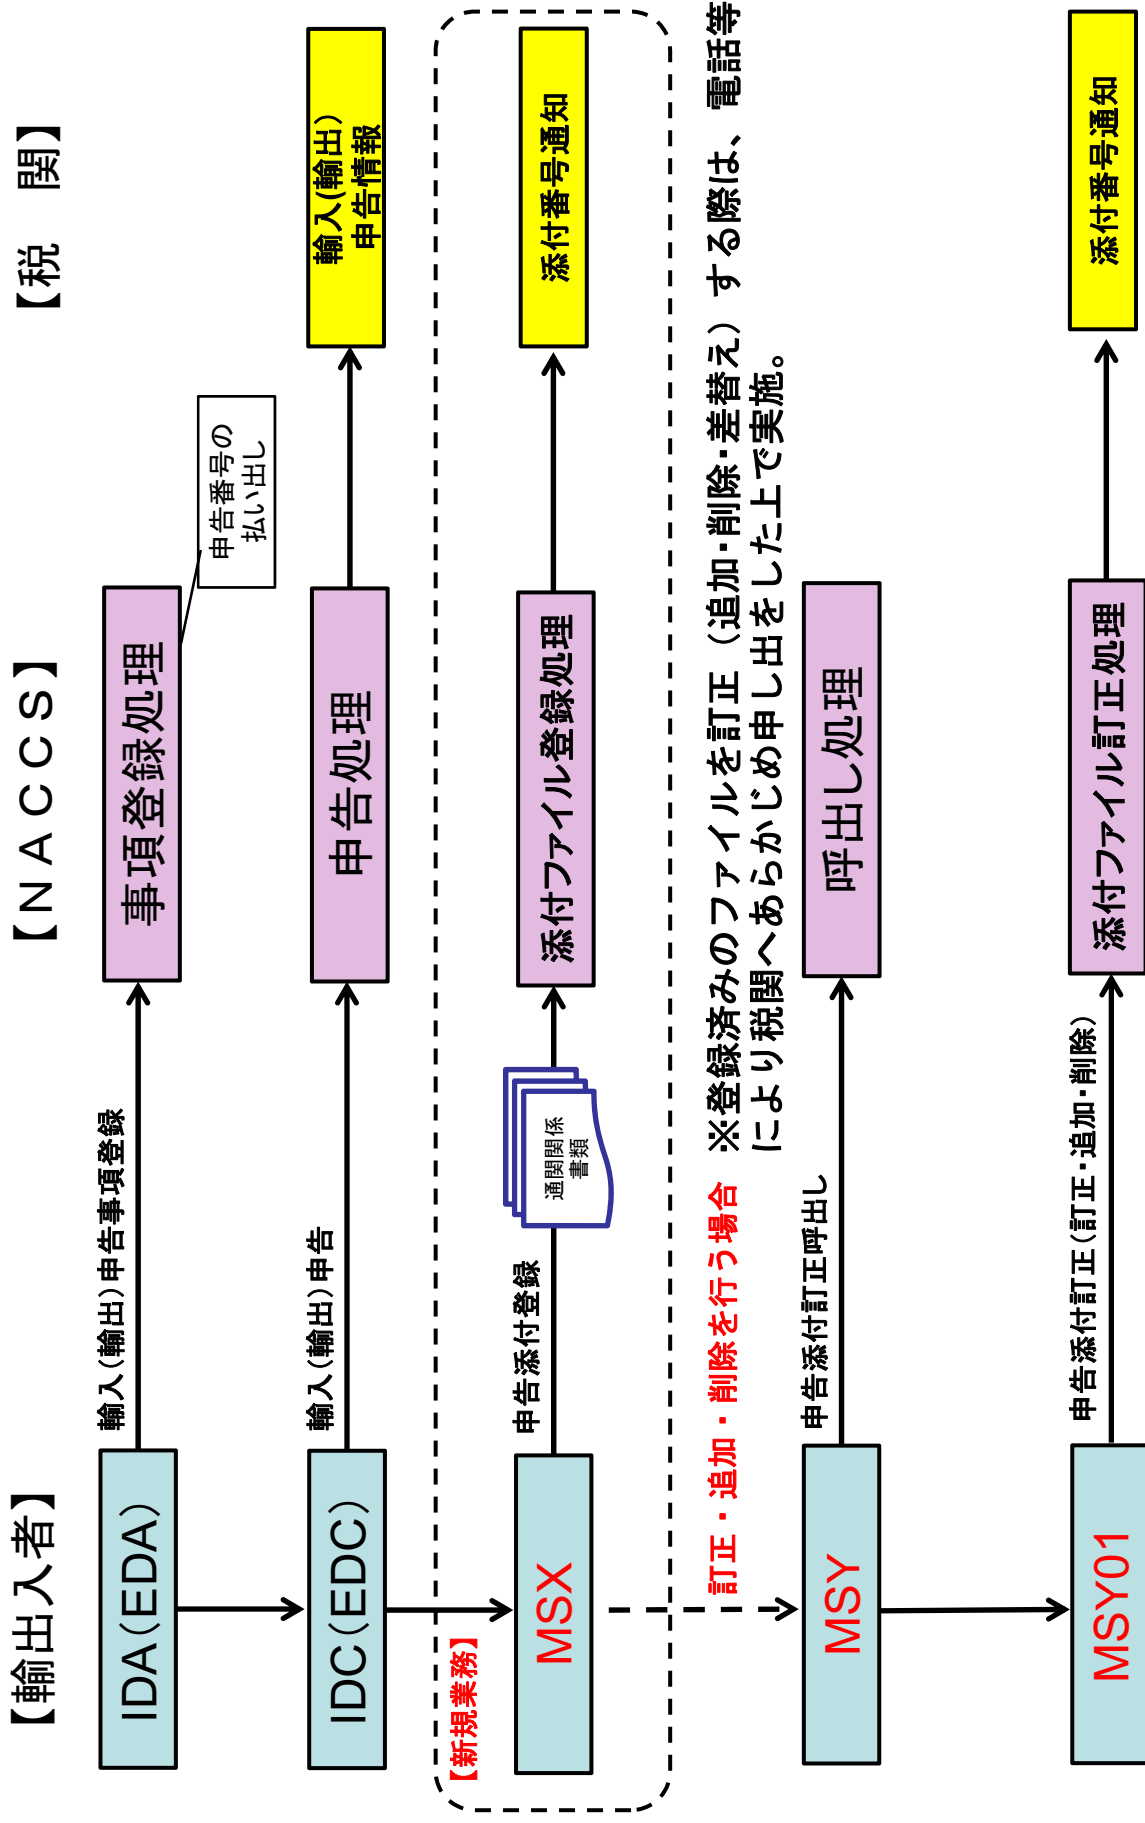 【輸出入者】
【ＮＡＣＣＳ】
【税　関】
輸入（輸出）申告事項登録
IDA（EDA）
事項登録処理
申告番号の
払い出し
輸入（輸出）申告
IDC（EDC）
申告処理
輸入（輸出）
申告情報
【新規業務】
申告添付登録
MSX
通関関係
書類
添付ファイル登録処理
添付番号通知
訂正・追加・削除を行う場合
※登録済みのファイルを訂正（追加・削除・差替え）する際は、電話等
により税関へあらかじめ申し出をした上で実施。
申告添付訂正呼出し
MSY
呼出し処理
申告添付訂正（訂正・追加・削除）
MSY01
添付ファイル訂正処理
添付番号通知